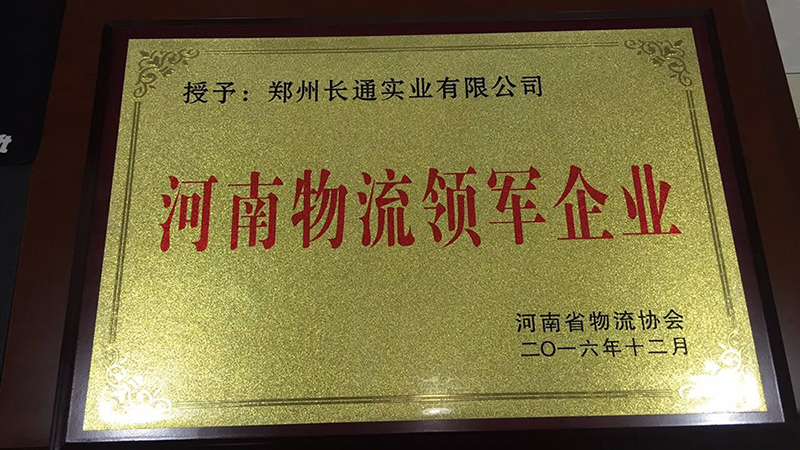 授予：郑州长通实业有限公司
河南物流领军企业
河南省物流协会
二〇一六年十二月